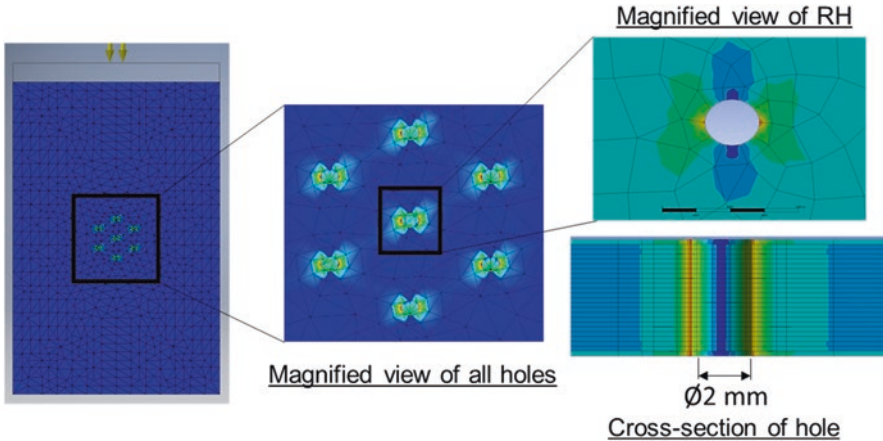 Magnified view of RH
Magnified view of all holes
Ø2 mm
Cross-section of hole